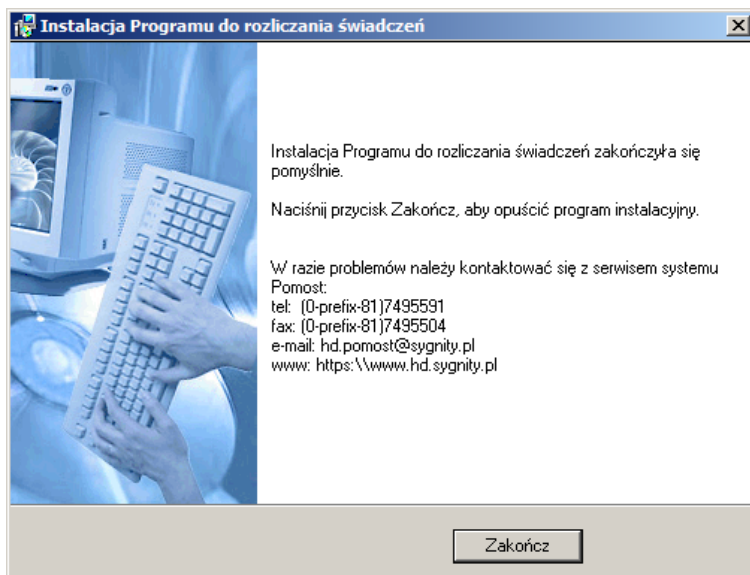 Instalacja Programu do rozliczania świadczeń
Instalacja Programu do rozliczania świadczeń zakończyła się
pomyślnie.
Naciśnij przycisk Zakończ, aby opuścić program instalacyjny.
W razie problemów należy kontaktować się z serwisem systemu
Pomost:
tel: (0-prefix-81)7495591
fax: (0-prefix-81)7495504
e-mail: hd.pomost@sygnity.pl
www: https:\\www.hd.sygnity.pl
Zakończ